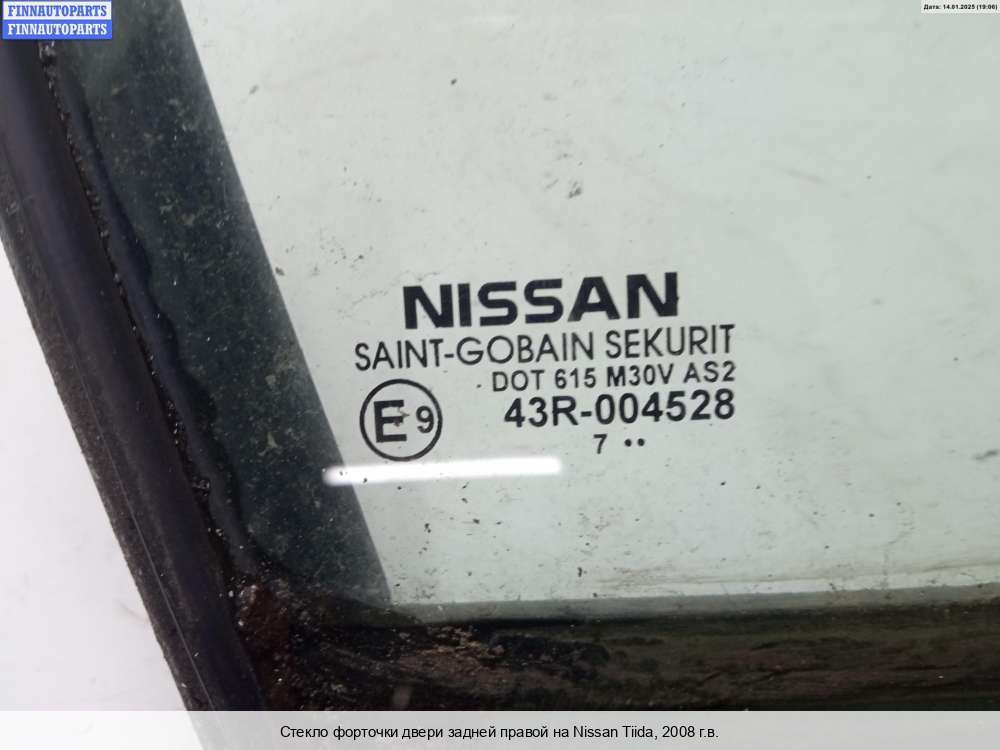 FINNAUTOPARTS
FINNAUTOPARTS
Дата: 14.01.2025 (19:06)
NISSAN
SAINT-GOBAIN SEKURIT
DOT 615 M30V AS2
E 9
43R-004528
7 ••
Стекло форточки двери задней правой на Nissan Tiida, 2008 г.в.